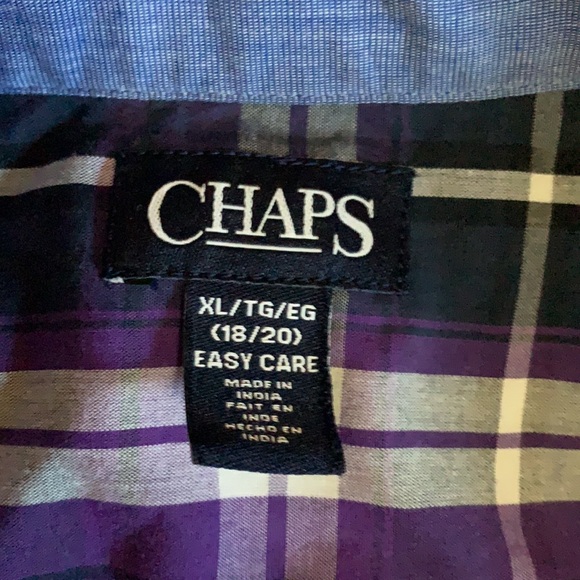 CHAPS
XL/TG/EG
(18/20)
EASY CARE
MADE IN
INDIA
FAIT EN
INDE
HECHO EN
INDIA